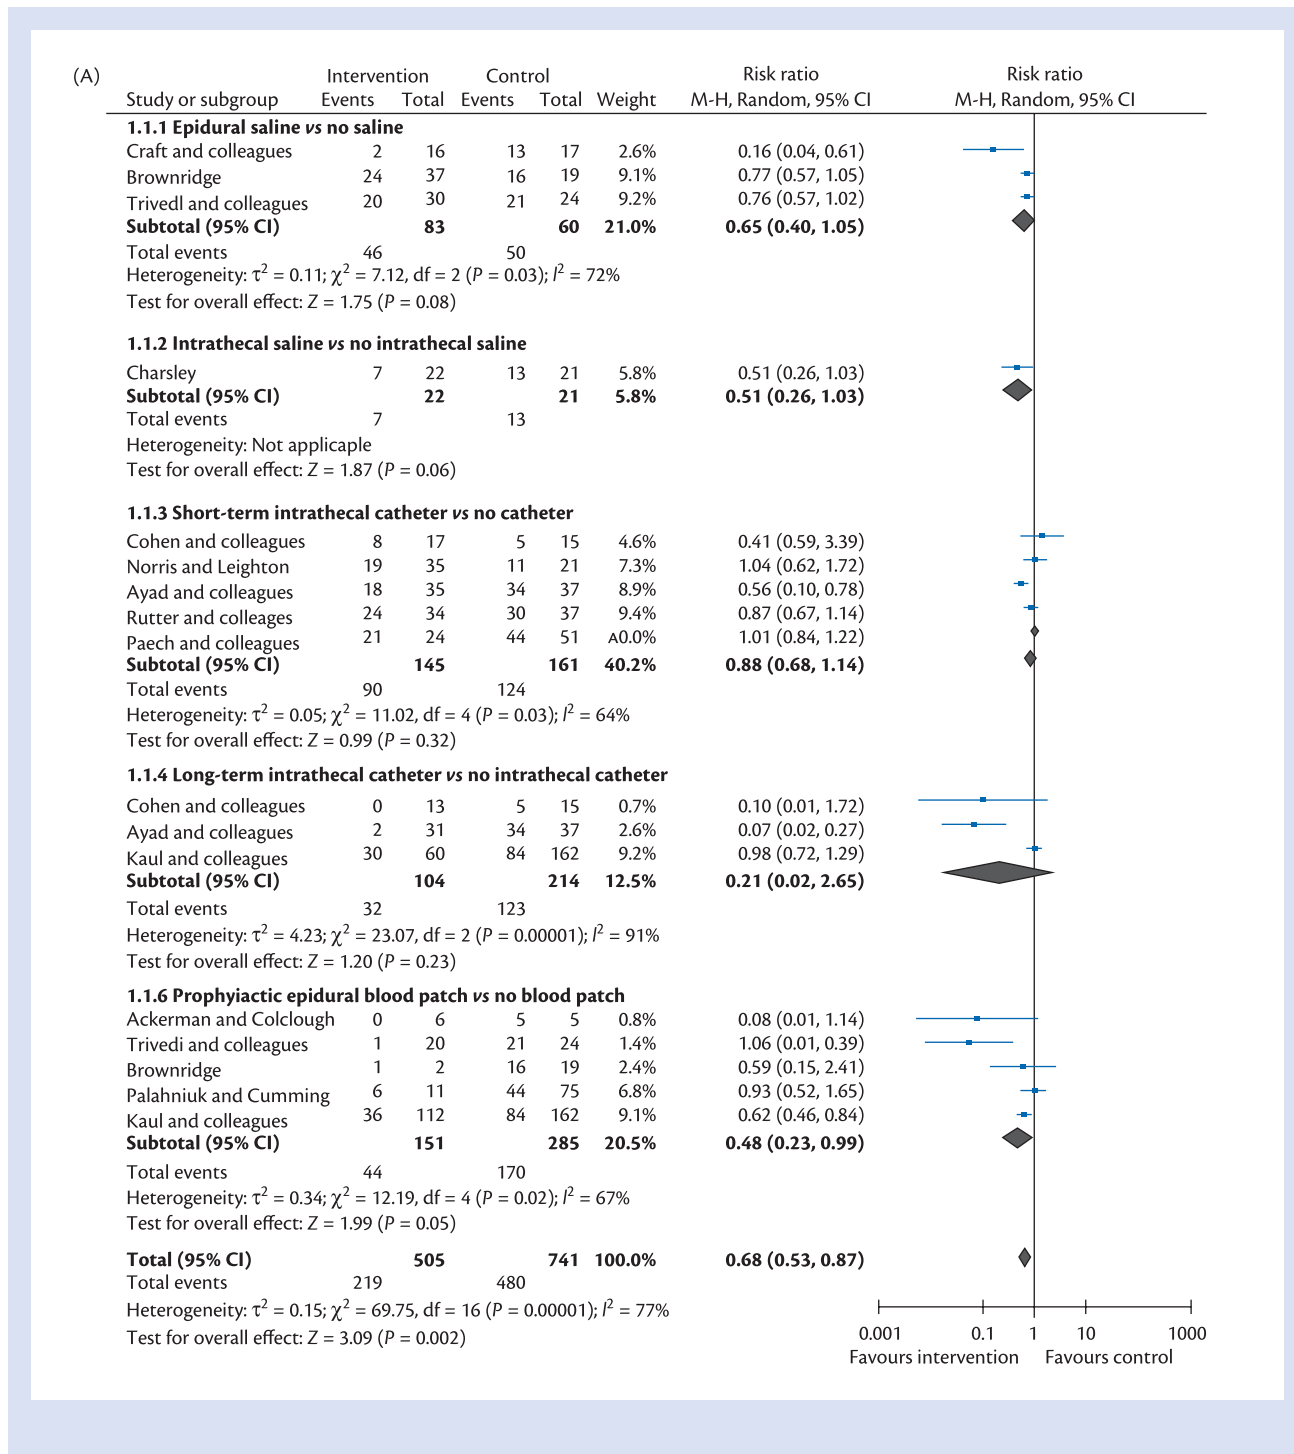 (A)
Intervention Control Risk ratio Risk ratio
Study or subgroup Events Total Events Total Weight M-H, Random, 95% CI M-H, Random, 95% CI
1.1.1 Epidural saline vs no saline
Craft and colleagues 2 16 13 17 2.6% 0.16 (0.04, 0.61)
Brownridge 24 37 16 19 9.1% 0.77 (0.57, 1.05)
Trivedl and colleagues 20 30 21 24 9.2% 0.76 (0.57, 1.02)
Subtotal (95% CI) 83 60 21.0% 0.65 (0.40, 1.05)
Total events 46 50
Heterogeneity: τ² = 0.11; χ² = 7.12, df = 2 (P = 0.03); I² = 72%
Test for overall effect: Z = 1.75 (P = 0.08)
1.1.2 Intrathecal saline vs no intrathecal saline
Charsley 7 22 13 21 5.8% 0.51 (0.26, 1.03)
Subtotal (95% CI) 22 21 5.8% 0.51 (0.26, 1.03)
Total events 7 13
Heterogeneity: Not applicaple
Test for overall effect: Z = 1.87 (P = 0.06)
1.1.3 Short-term intrathecal catheter vs no catheter
Cohen and colleagues 8 17 5 15 4.6% 0.41 (0.59, 3.39)
Norris and Leighton 19 35 11 21 7.3% 1.04 (0.62, 1.72)
Ayad and colleagues 18 35 34 37 8.9% 0.56 (0.10, 0.78)
Rutter and colleages 24 34 30 37 9.4% 0.87 (0.67, 1.14)
Paech and colleagues 21 24 44 51 A0.0% 1.01 (0.84, 1.22)
Subtotal (95% CI) 145 161 40.2% 0.88 (0.68, 1.14)
Total events 90 124
Heterogeneity: τ² = 0.05; χ² = 11.02, df = 4 (P = 0.03); I² = 64%
Test for overall effect: Z = 0.99 (P = 0.32)
1.1.4 Long-term intrathecal catheter vs no intrathecal catheter
Cohen and colleagues 0 13 5 15 0.7% 0.10 (0.01, 1.72)
Ayad and colleagues 2 31 34 37 2.6% 0.07 (0.02, 0.27)
Kaul and colleagues 30 60 84 162 9.2% 0.98 (0.72, 1.29)
Subtotal (95% CI) 104 214 12.5% 0.21 (0.02, 2.65)
Total events 32 123
Heterogeneity: τ² = 4.23; χ² = 23.07, df = 2 (P = 0.00001); I² = 91%
Test for overall effect: Z = 1.20 (P = 0.23)
1.1.6 Prophyiactic epidural blood patch vs no blood patch
Ackerman and Colclough 0 6 5 5 0.8% 0.08 (0.01, 1.14)
Trivedi and colleagues 1 20 21 24 1.4% 1.06 (0.01, 0.39)
Brownridge 1 2 16 19 2.4% 0.59 (0.15, 2.41)
Palahniuk and Cumming 6 11 44 75 6.8% 0.93 (0.52, 1.65)
Kaul and colleagues 36 112 84 162 9.1% 0.62 (0.46, 0.84)
Subtotal (95% CI) 151 285 20.5% 0.48 (0.23, 0.99)
Total events 44 170
Heterogeneity: τ² = 0.34; χ² = 12.19, df = 4 (P = 0.02); I² = 67%
Test for overall effect: Z = 1.99 (P = 0.05)
Total (95% CI) 505 741 100.0% 0.68 (0.53, 0.87)
Total events 219 480
Heterogeneity: τ² = 0.15; χ² = 69.75, df = 16 (P = 0.00001); I² = 77%
Test for overall effect: Z = 3.09 (P = 0.002)
0.001 0.1 1 10 1000
Favours intervention Favours control